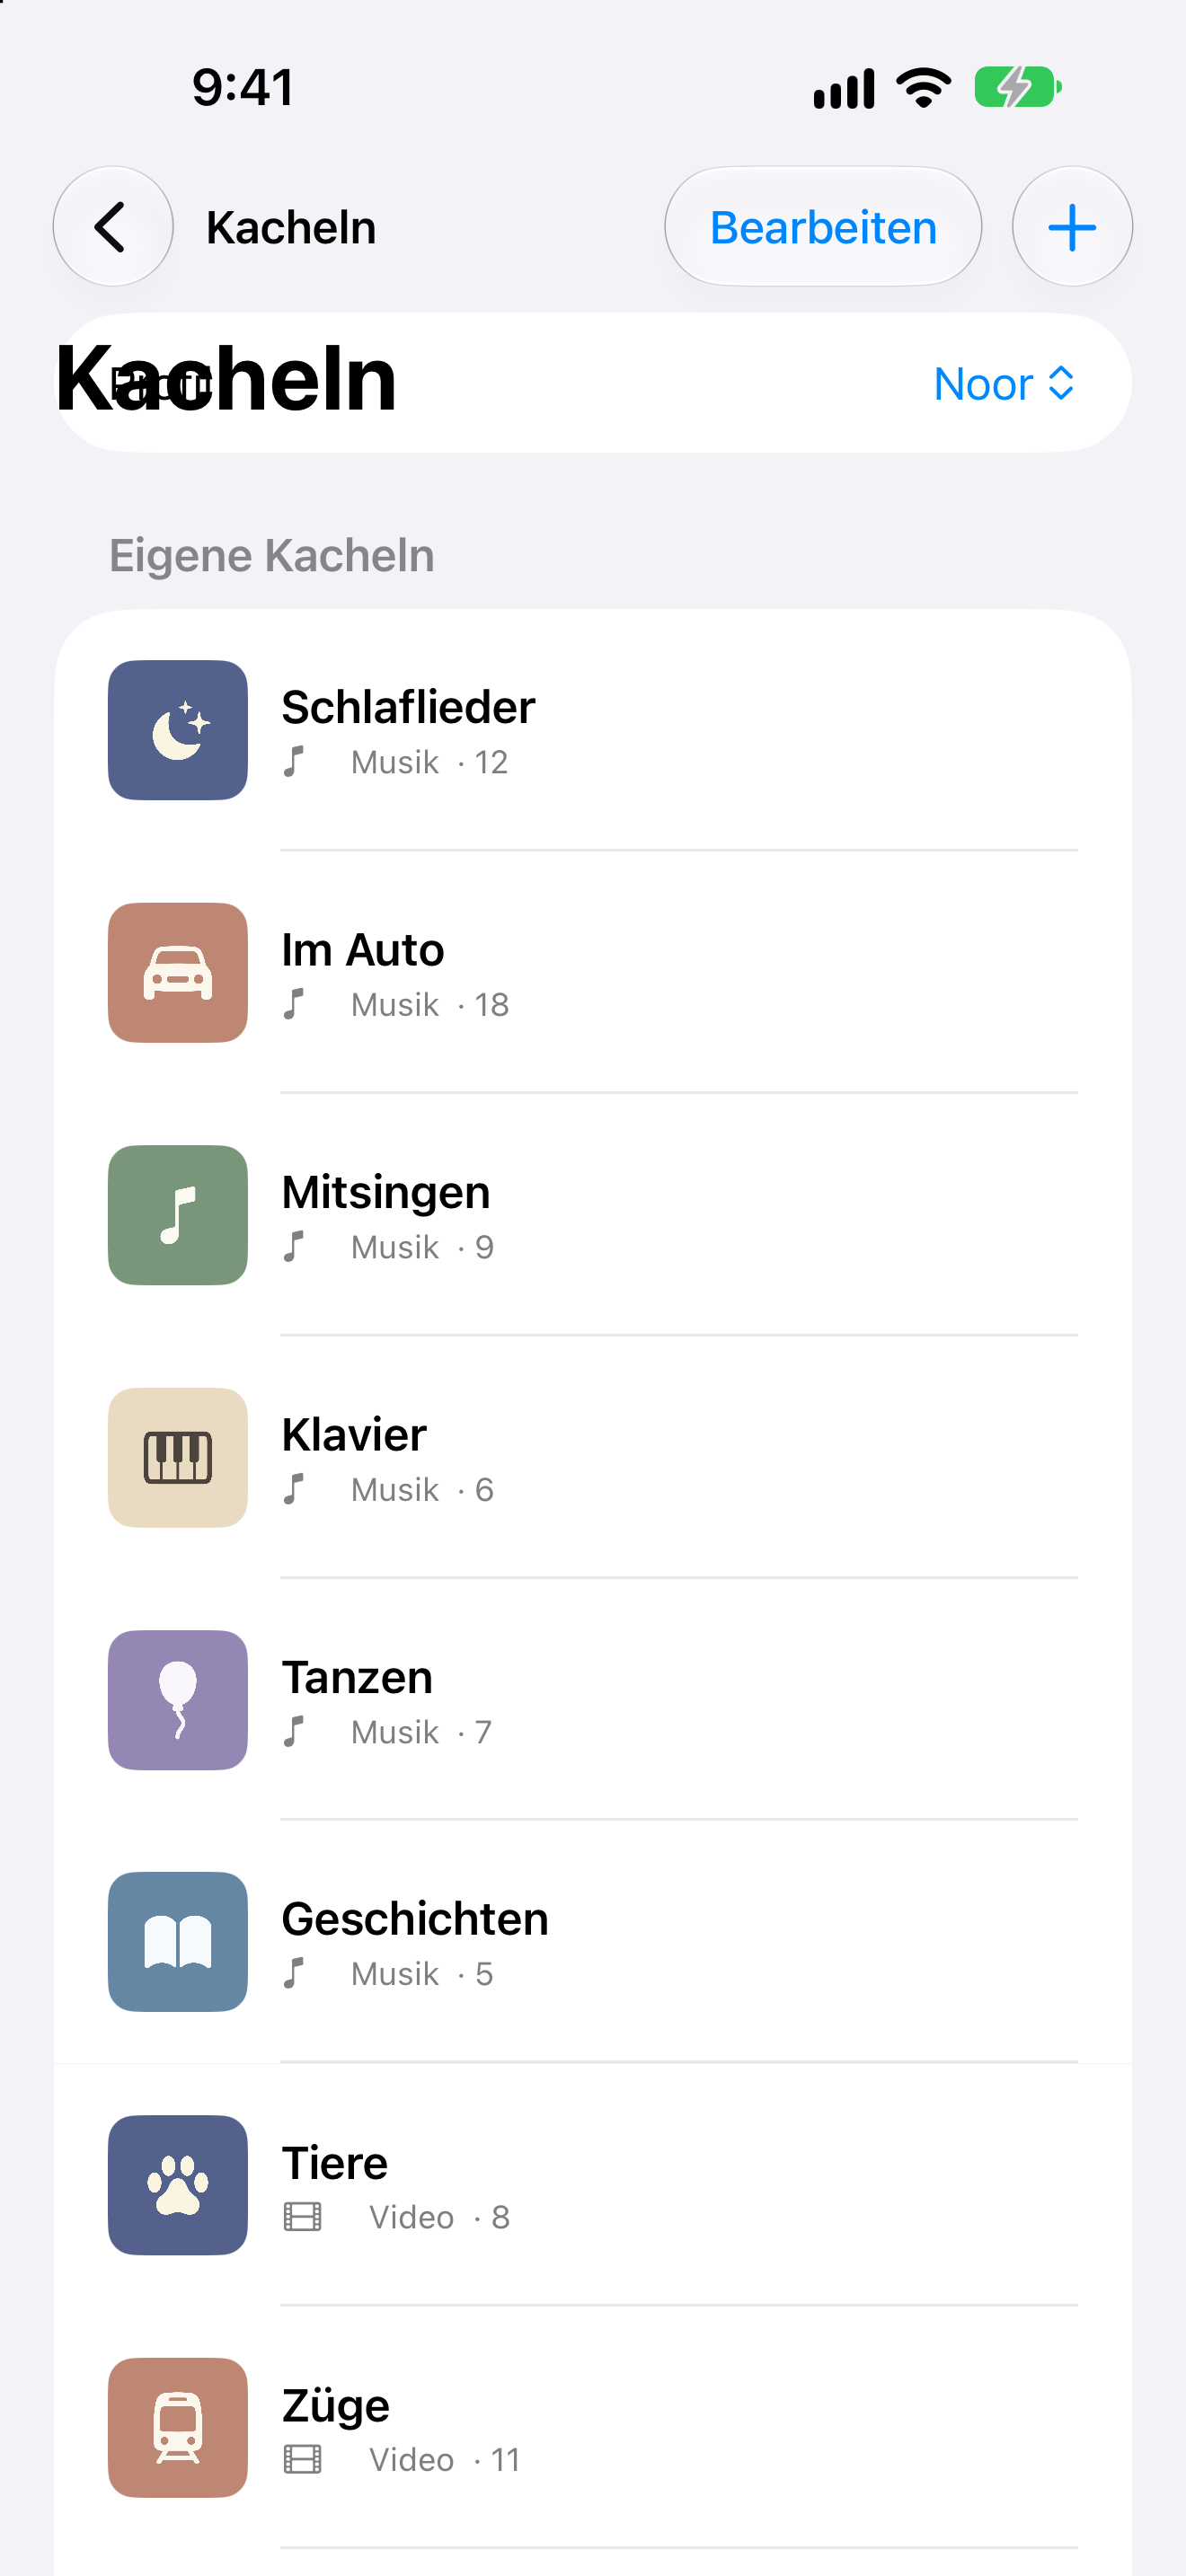 9:41
Kacheln
Bearbeiten
Kacheln
Profil
Noor
Eigene Kacheln
Schlaflieder
Musik · 12
Im Auto
Musik · 18
Mitsingen
Musik · 9
Klavier
Musik · 6
Tanzen
Musik · 7
Geschichten
Musik · 5
Tiere
Video · 8
Züge
Video · 11